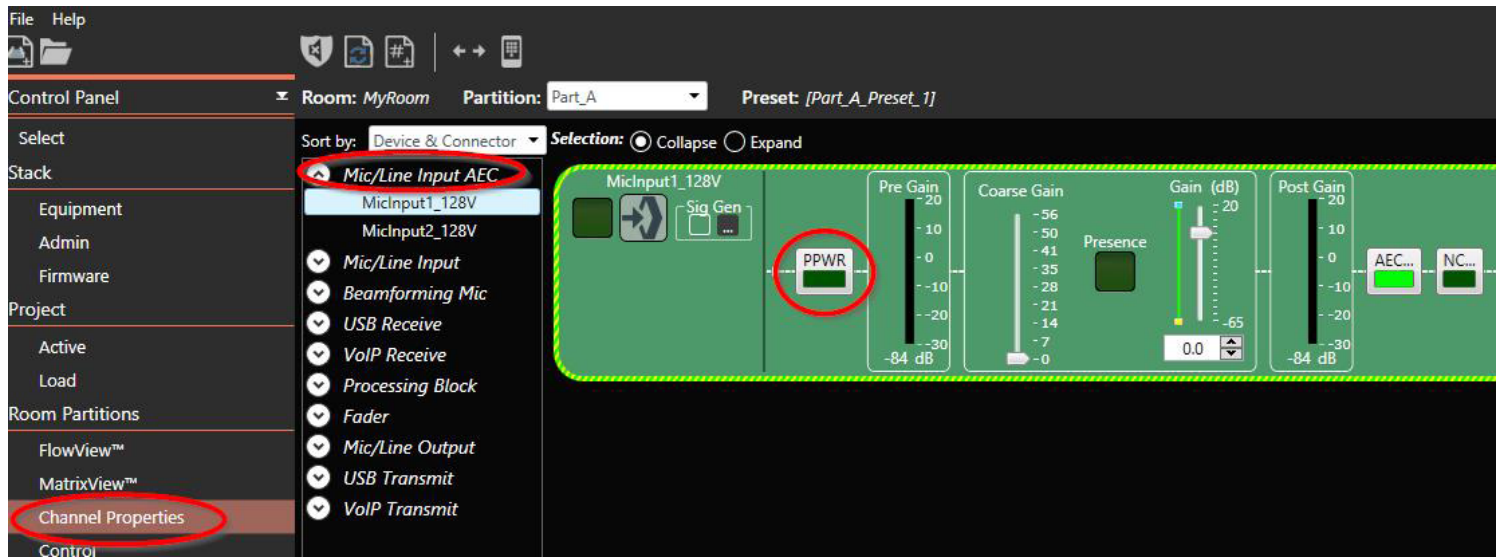 File Help
Control Panel
Room: MyRoom Partition: Part_A Preset: [Part_A_Preset_1]
Select
Stack
Equipment
Admin
Firmware
Project
Active
Load
Room Partitions
FlowView™
MatrixView™
Channel Properties
Control
Sort by: Device & Connector
Selection: Collapse Expand
Mic/Line Input AEC
MicInput1_128V
MicInput2_128V
Mic/Line Input
Beamforming Mic
USB Receive
VoIP Receive
Processing Block
Fader
Mic/Line Output
USB Transmit
VoIP Transmit
MicInput1_128V
Sig Gen
...
PPWR
Pre Gain
20
10
0
-10
-20
-30
-84 dB
Coarse Gain
56
50
41
35
28
21
14
7
0
Presence
Gain (dB)
20
-65
0.0
Post Gain
20
10
0
-10
-20
-30
-84 dB
AEC...
NC...